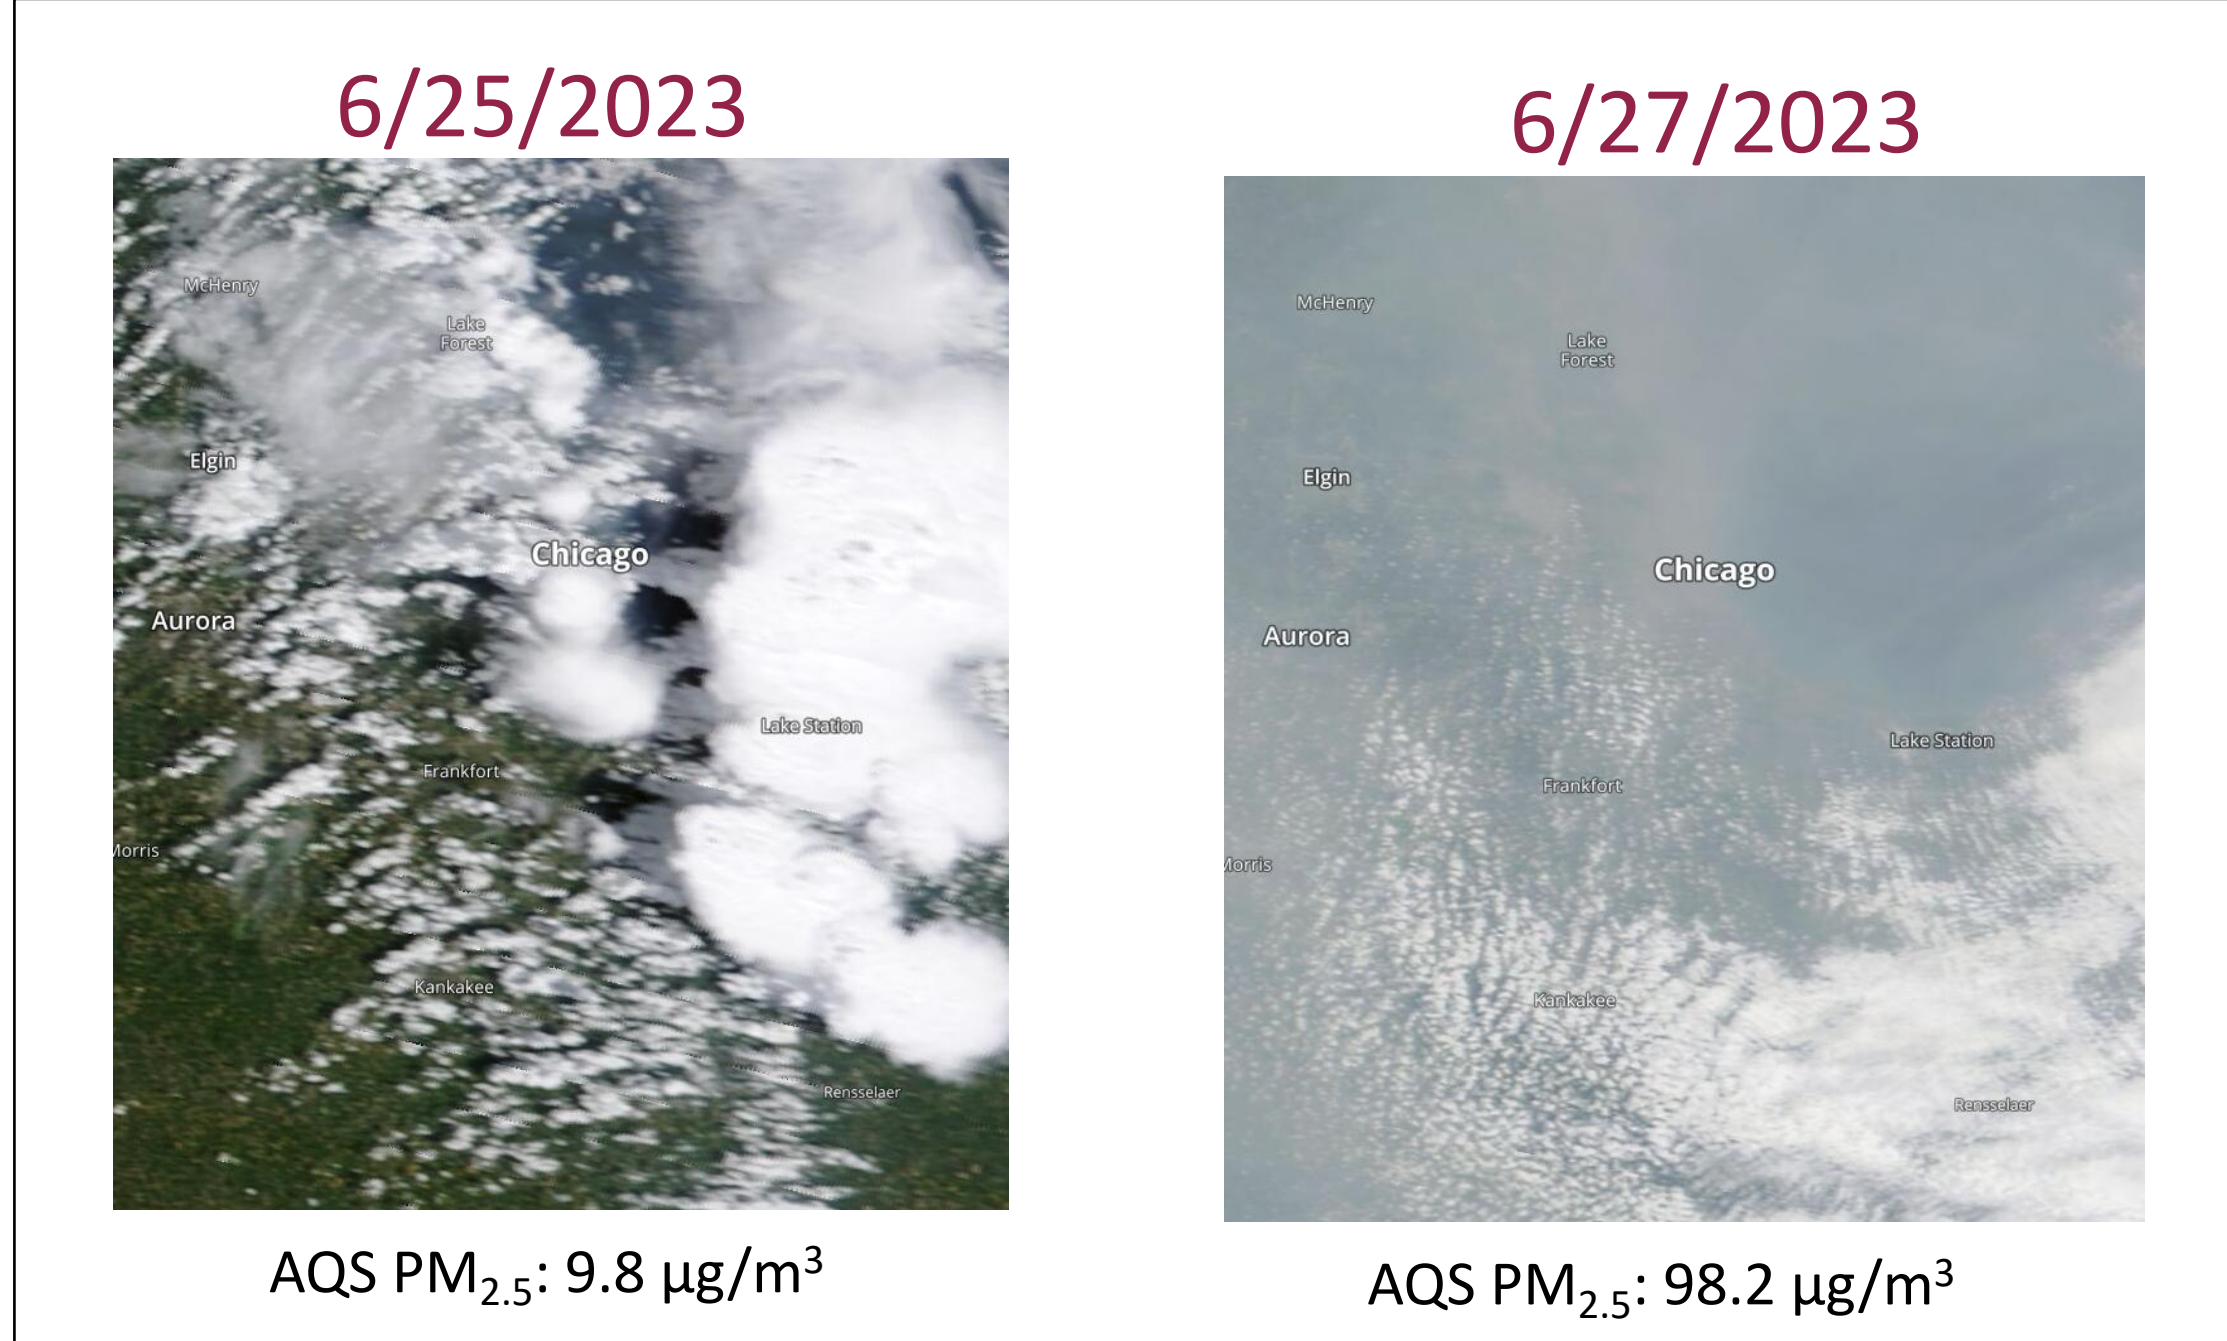 6/25/2023
McHenry
Lake
Forest
Elgin
Chicago
Aurora
Lake Station
Frankfort
Morris
Kankakee
Rensselaer
AQS PM₂.₅: 9.8 µg/m³
6/27/2023
McHenry
Lake
Forest
Elgin
Chicago
Aurora
Lake Station
Frankfort
Morris
Kankakee
Rensselaer
AQS PM₂.₅: 98.2 µg/m³